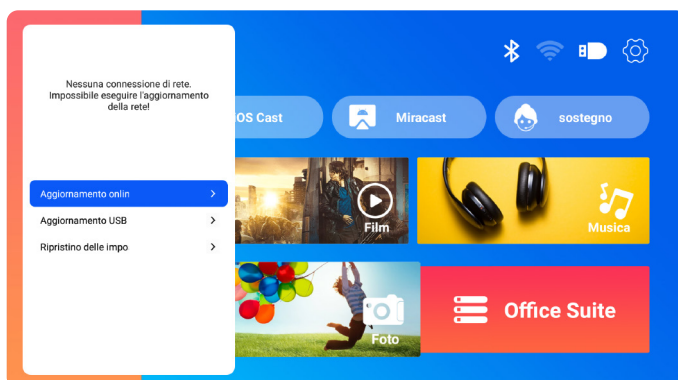 Nessuna connessione di rete.
Impossibile eseguire l'aggiornamento
della rete!
Aggiornamento onlin
Aggiornamento USB
Ripristino delle impo
OS Cast
Miracast
sostegno
Film
Musica
Foto
Office Suite